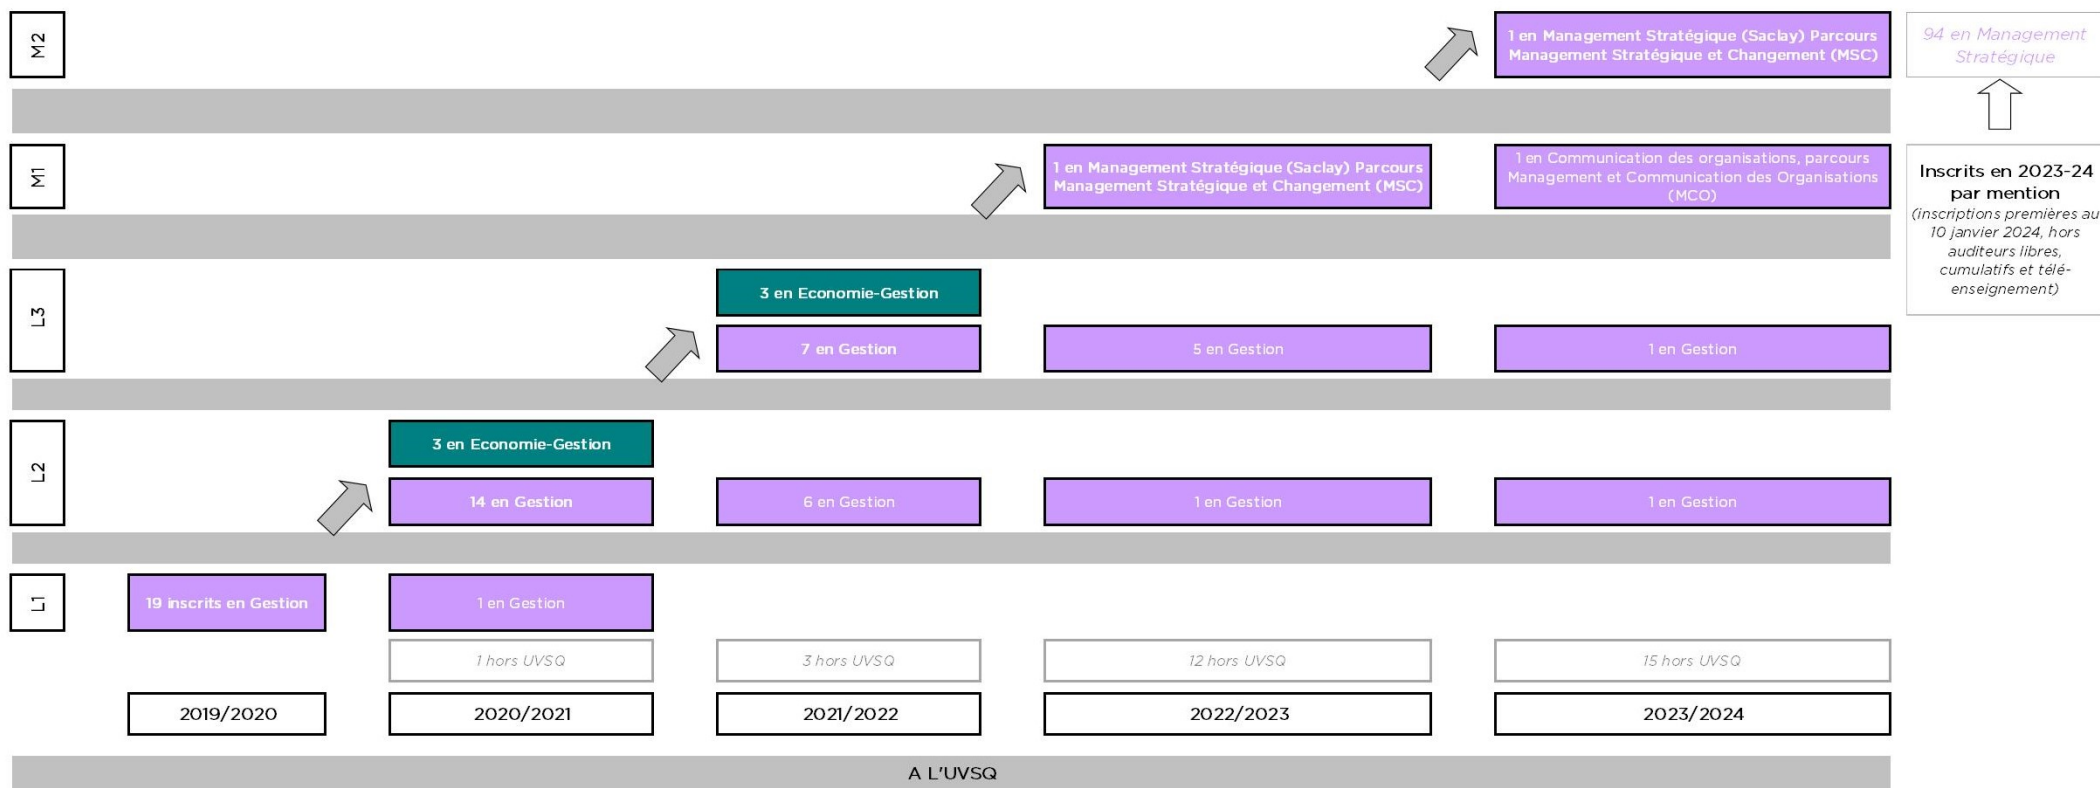 M2
1 en Management Stratégique (Saclay) Parcours
Management Stratégique et Changement (MSC)
94 en Management
Stratégique
M1
1 en Management Stratégique (Saclay) Parcours
Management Stratégique et Changement (MSC)
1 en Communication des organisations, parcours
Management et Communication des Organisations
(MCO)
Inscrits en 2023-24
par mention
(inscriptions premières au
10 janvier 2024, hors
auditeurs libres,
cumulatifs et télé-
enseignement)
L3
3 en Economie-Gestion
7 en Gestion
5 en Gestion
1 en Gestion
L2
3 en Economie-Gestion
14 en Gestion
6 en Gestion
1 en Gestion
1 en Gestion
L1
19 inscrits en Gestion
1 en Gestion
1 hors UVSQ
3 hors UVSQ
12 hors UVSQ
15 hors UVSQ
2019/2020
2020/2021
2021/2022
2022/2023
2023/2024
A L'UVSQ